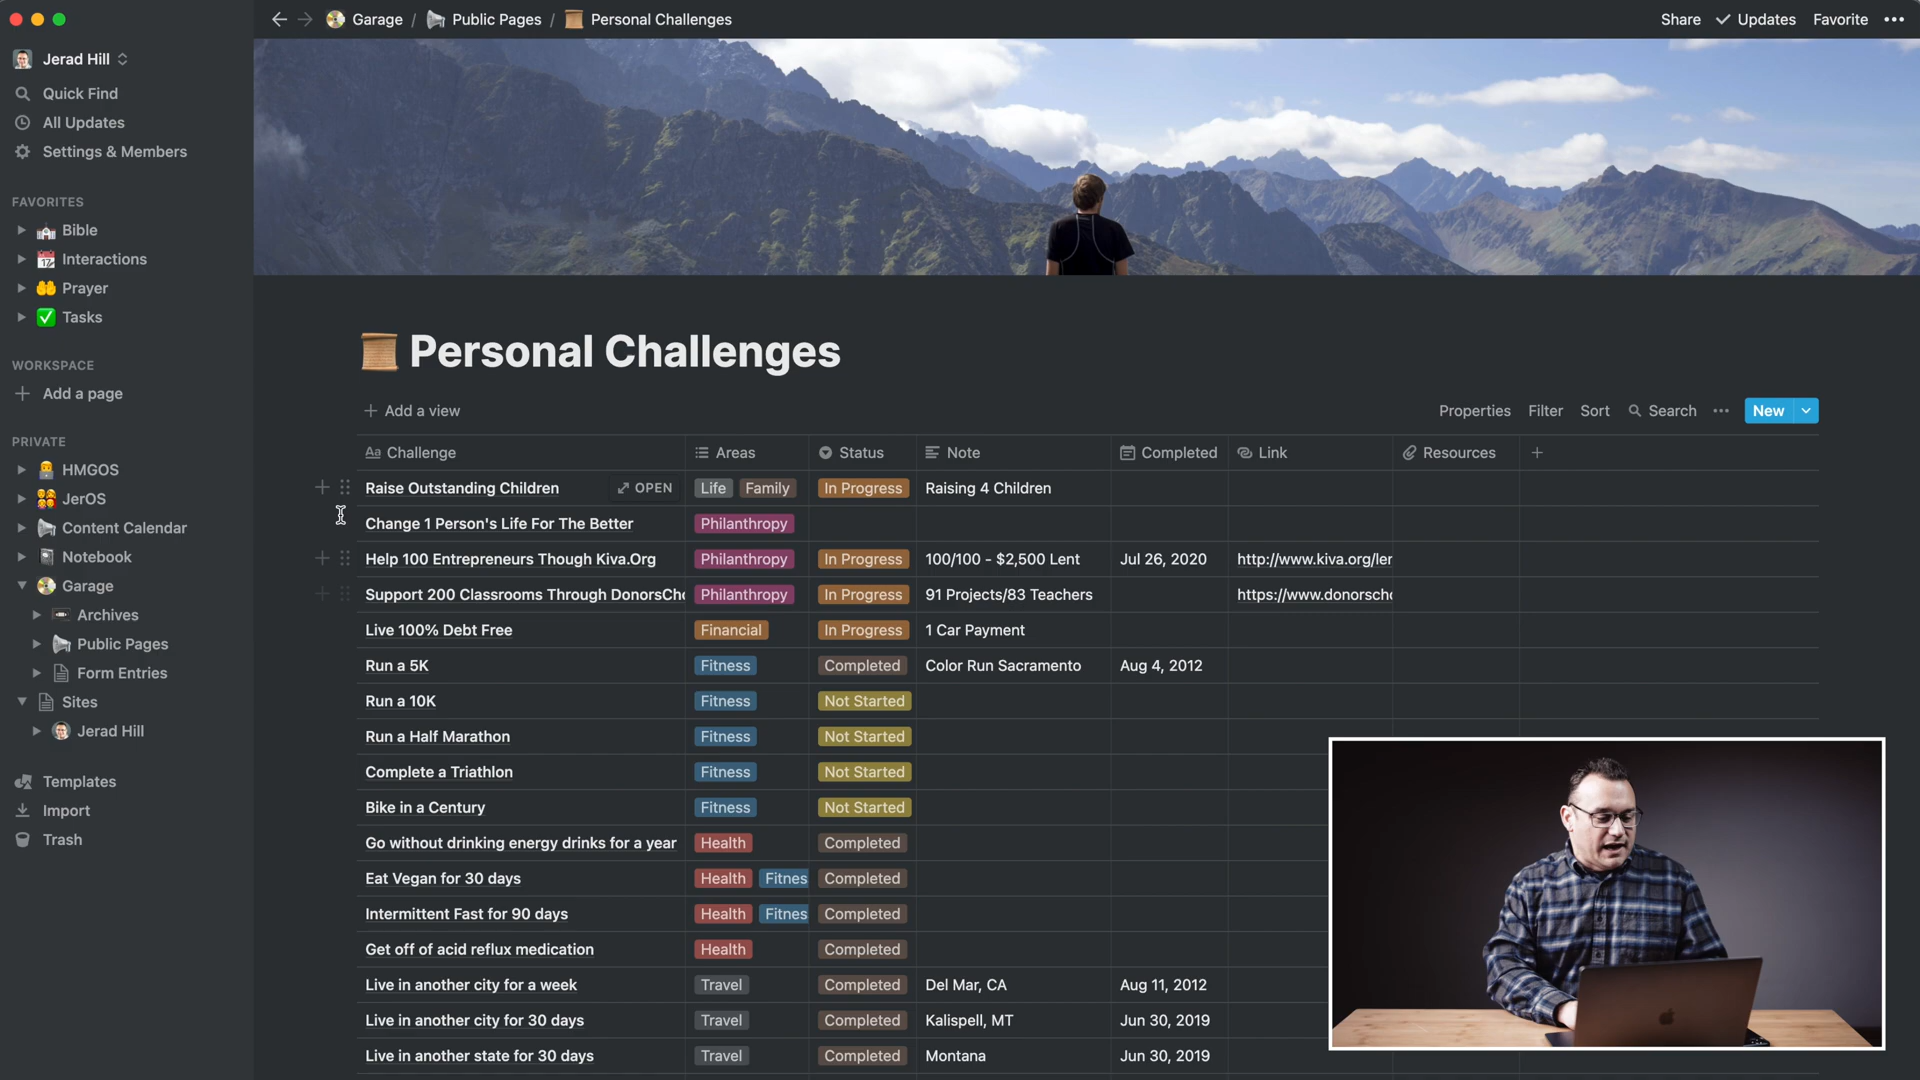 Garage / Public Pages / Personal Challenges
Share Updates Favorite
Jerad Hill
Quick Find
All Updates
Settings & Members
FAVORITES
Bible
17 Interactions
Prayer
Tasks
WORKSPACE
Add a page
PRIVATE
HMGOS
JerOS
Content Calendar
Notebook
Garage
Archives
Public Pages
Form Entries
Sites
Jerad Hill
Templates
Import
Trash
Personal Challenges
Add a view
Properties Filter Sort Search New
Aa Challenge Areas Status Note Completed Link Resources
Raise Outstanding Children OPEN Life Family In Progress Raising 4 Children
Change 1 Person's Life For The Better Philanthropy
Help 100 Entrepreneurs Though Kiva.Org Philanthropy In Progress 100/100 - $2,500 Lent Jul 26, 2020 http://www.kiva.org/ler
Support 200 Classrooms Through DonorsCho Philanthropy In Progress 91 Projects/83 Teachers https://www.donorscho
Live 100% Debt Free Financial In Progress 1 Car Payment
Run a 5K Fitness Completed Color Run Sacramento Aug 4, 2012
Run a 10K Fitness Not Started
Run a Half Marathon Fitness Not Started
Complete a Triathlon Fitness Not Started
Bike in a Century Fitness Not Started
Go without drinking energy drinks for a year Health Completed
Eat Vegan for 30 days Health Fitnes Completed
Intermittent Fast for 90 days Health Fitnes Completed
Get off of acid reflux medication Health Completed
Live in another city for a week Travel Completed Del Mar, CA Aug 11, 2012
Live in another city for 30 days Travel Completed Kalispell, MT Jun 30, 2019
Live in another state for 30 days Travel Completed Montana Jun 30, 2019